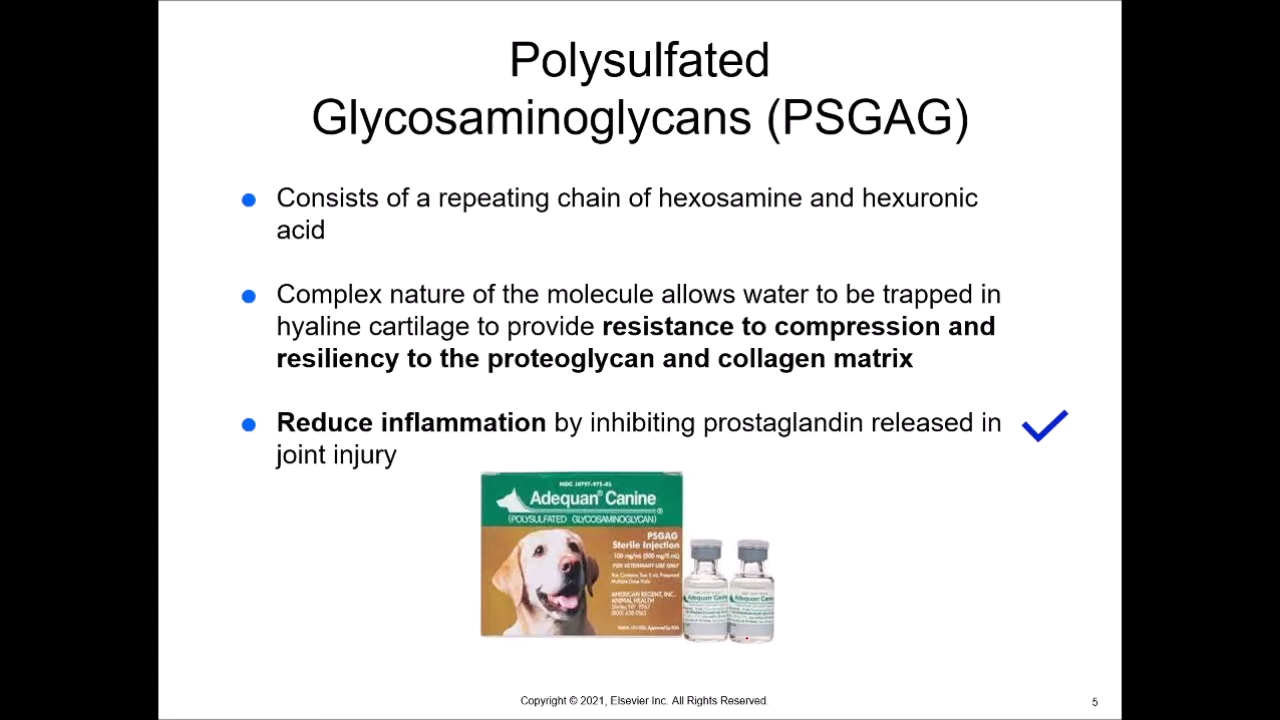 Polysulfated
Glycosaminoglycans (PSGAG)
Consists of a repeating chain of hexosamine and hexuronic
acid
Complex nature of the molecule allows water to be trapped in
hyaline cartilage to provide resistance to compression and
resiliency to the proteoglycan and collagen matrix
Reduce inflammation by inhibiting prostaglandin released in
joint injury
Adequan® Canine
(POLYSULFATED GLYCOSAMINOGLYCAN)
PSGAG
Sterile Injection
100 mg/mL (500 mg/5 mL)
FOR VETERINARY USE ONLY
AMERICAN REGENT, INC.
ANIMAL HEALTH
Shirley, NY 11967
Adequan Canine
Adequan Canine
Copyright © 2021, Elsevier Inc. All Rights Reserved.
5